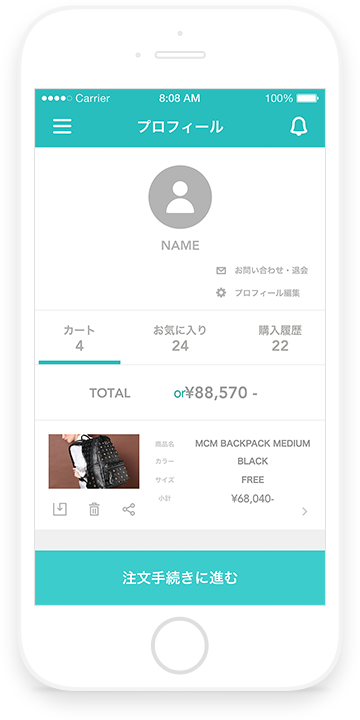 Carrier 8:08 AM 100%
プロフィール
NAME
お問い合わせ・退会
プロフィール編集
カート お気に入り 購入履歴
4 24 22
TOTAL or¥88,570 -
商品名 MCM BACKPACK MEDIUM
カラー BLACK
サイズ FREE
小計 ¥68,040-
注文手続きに進む